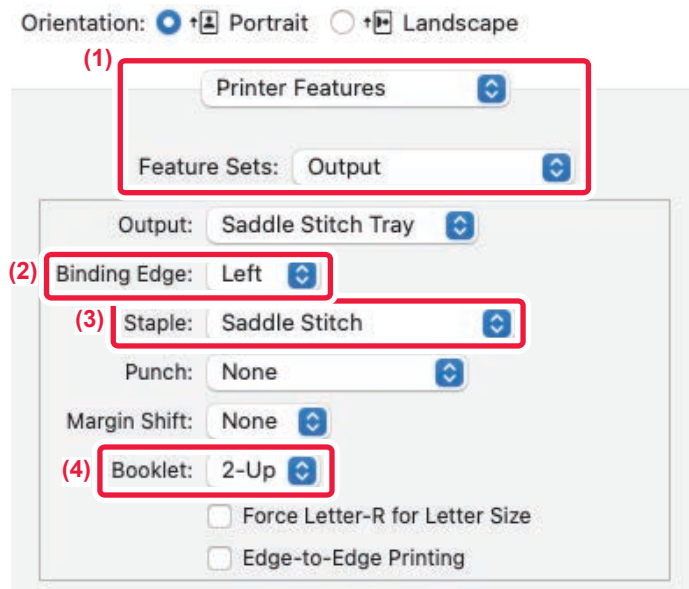 Orientation: Portrait Landscape
(1)
Printer Features
Feature Sets: Output
Output: Saddle Stitch Tray
(2) Binding Edge: Left
(3) Staple: Saddle Stitch
Punch: None
Margin Shift: None
(4) Booklet: 2-Up
Force Letter-R for Letter Size
Edge-to-Edge Printing